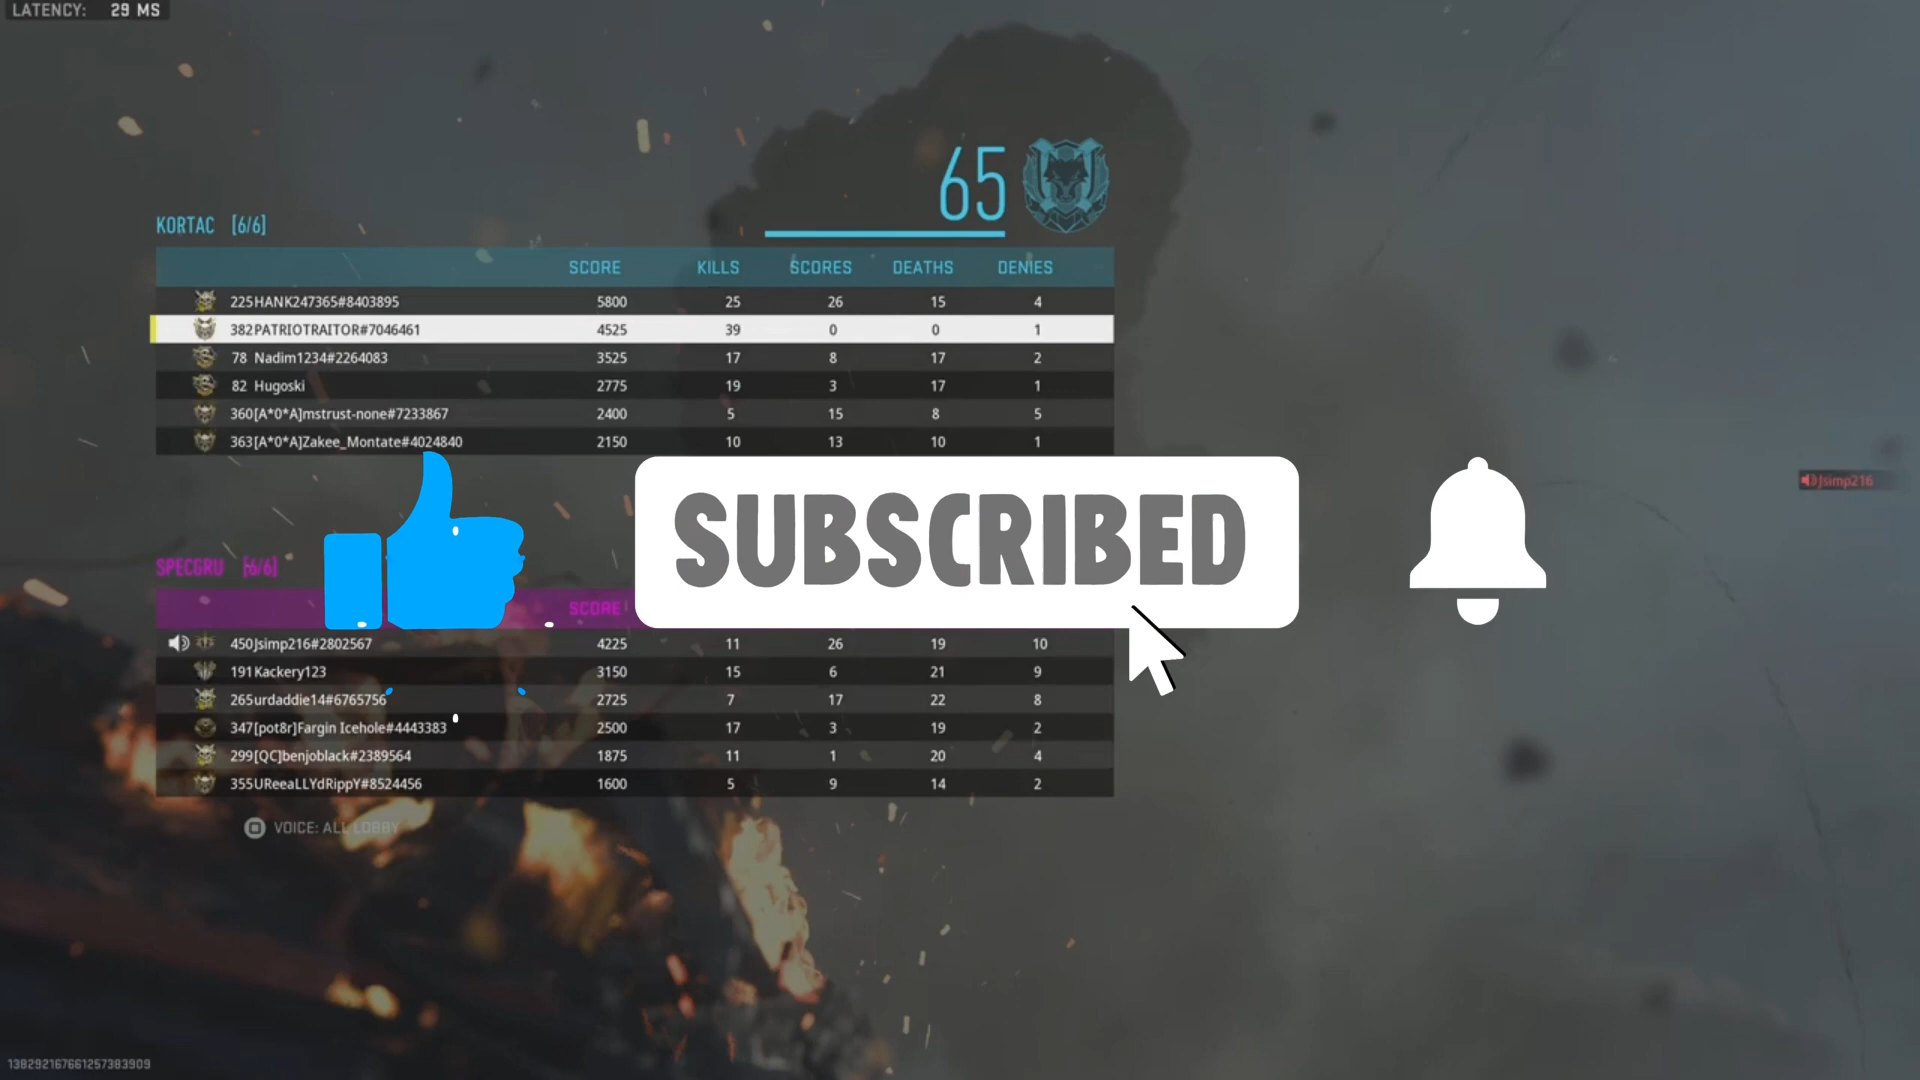 LATENCY: 29 MS
65
KORTAC [6/6]
SCORE KILLS SCORES DEATHS DENIES
225HANK247365#8403895 5800 25 26 15 4
382PATRIOTRAITOR#7046461 4525 39 0 0 1
78 Nadim1234#2264083 3525 17 8 17 2
82 Hugoski 2775 19 3 17 1
360[A*0*A]mstrust-none#7233867 2400 5 15 8 5
363[A*0*A]Zakee_Montate#4024840 2150 10 13 10 1
SUBSCRIBED
Jsimp216
SPECGRU [6/6]
SCORE
450Jsimp216#2802567 4225 11 26 19 10
191Kackery123 3150 15 6 21 9
265urdaddie14#6765756 2725 7 17 22 8
347[pot8r]Fargin Icehole#4443383 2500 17 3 19 2
299[QC]benjoblack#2389564 1875 11 1 20 4
355UReeaLLYdRippY#8524456 1600 5 9 14 2
VOICE: ALL LOBBY
138292167661257383909